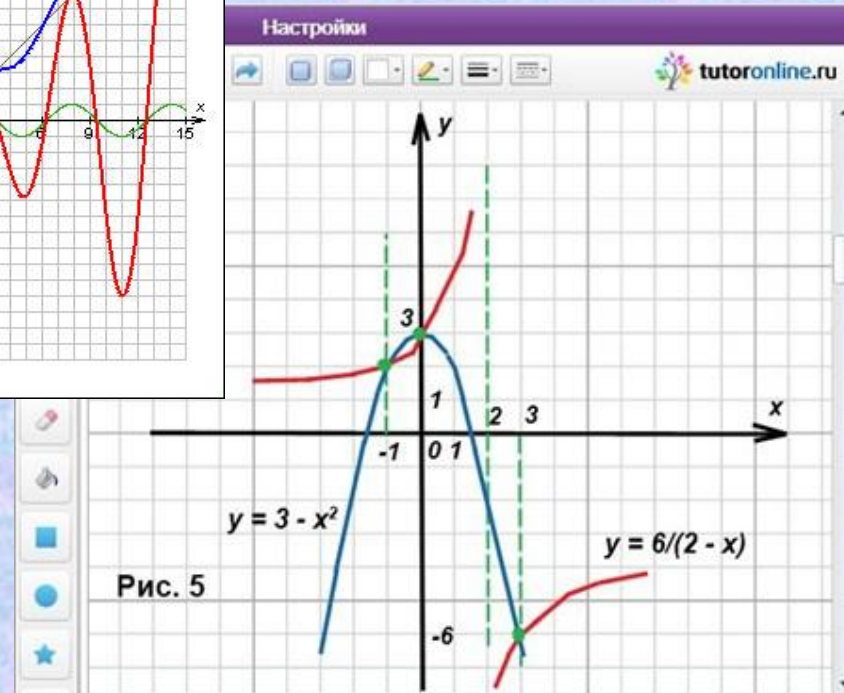 Настройки
tutoronline.ru
x
6 9 12 15
y
3
1
2 3
x
-1 0 1
y = 3 - x²
y = 6/(2 - x)
Рис. 5
-6